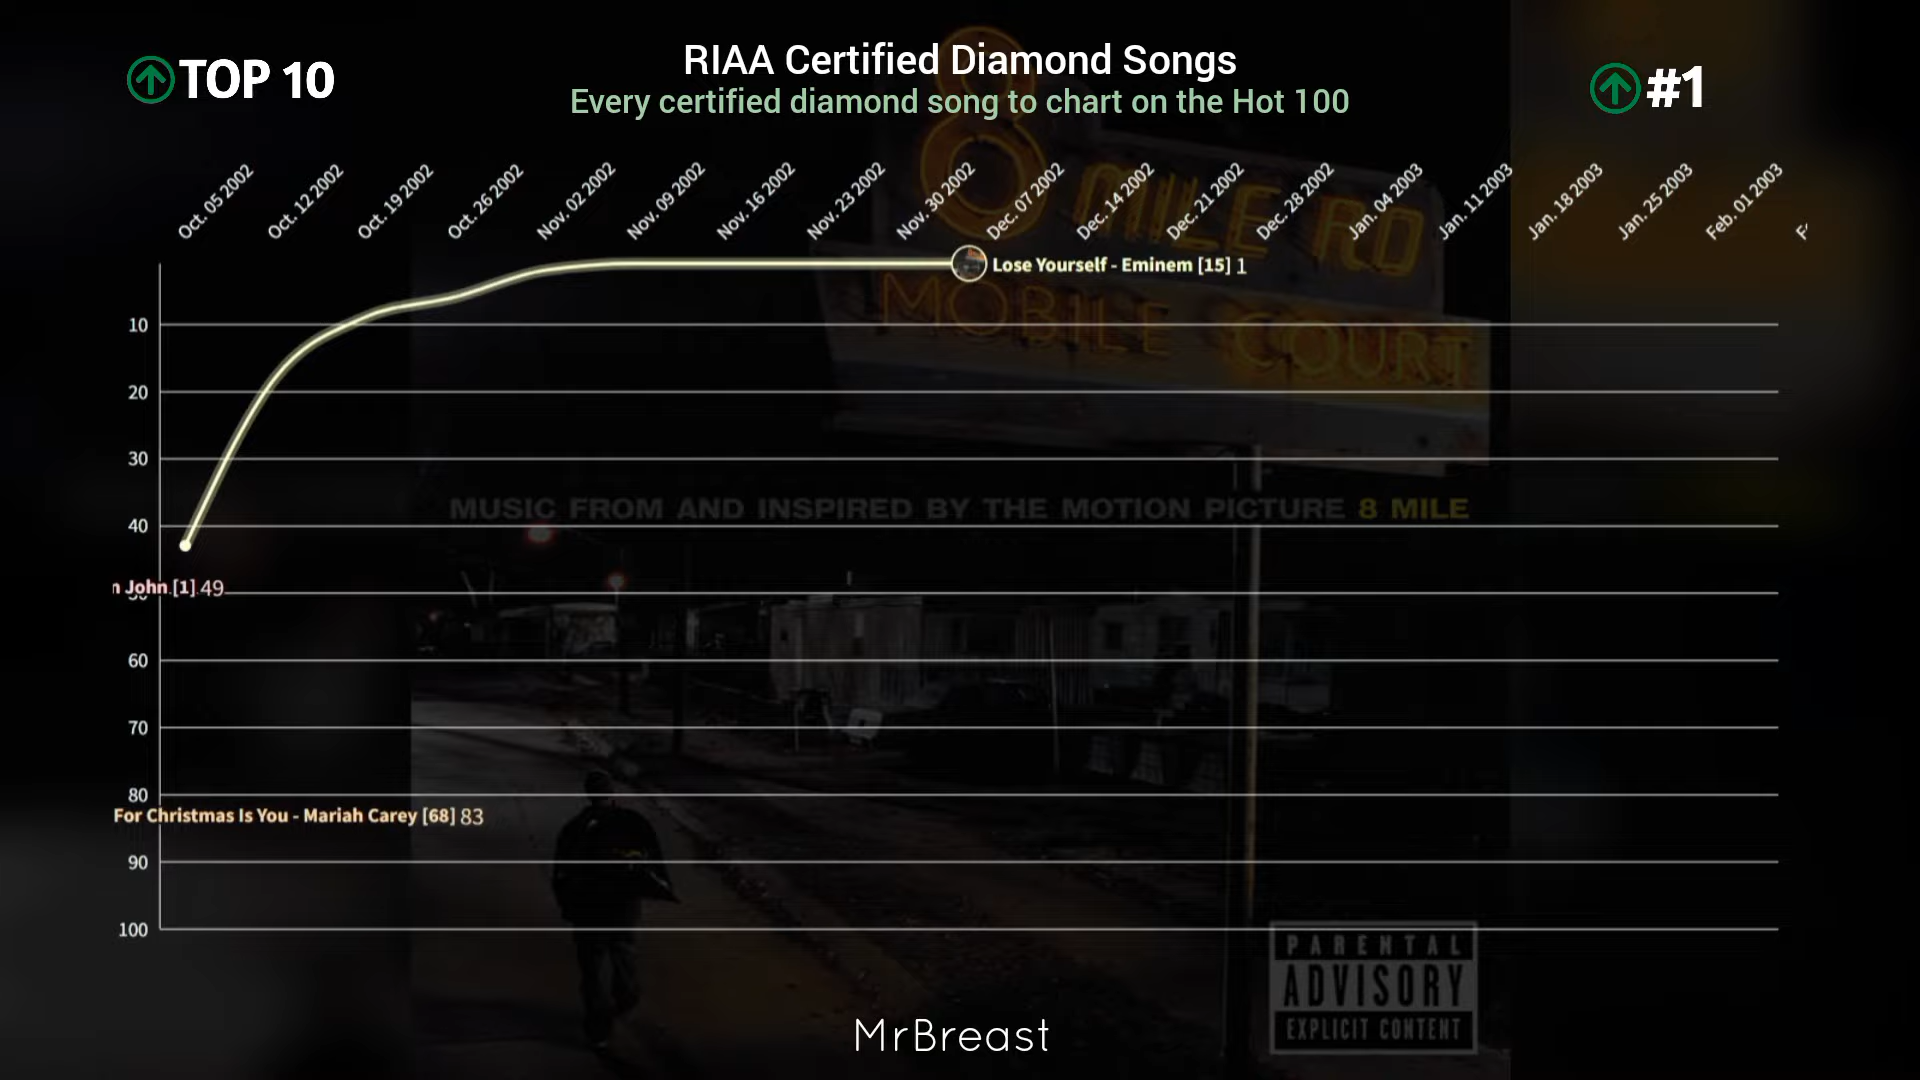 TOP 10
RIAA Certified Diamond Songs
Every certified diamond song to chart on the Hot 100
#1
Oct. 05 2002
Oct. 12 2002
Oct. 19 2002
Oct. 26 2002
Nov. 02 2002
Nov. 09 2002
Nov. 16 2002
Nov. 23 2002
Nov. 30 2002
Dec. 07 2002
Dec. 14 2002
Dec. 21 2002
Dec. 28 2002
Jan. 04 2003
Jan. 11 2003
Jan. 18 2003
Jan. 25 2003
Feb. 01 2003
8 MILE RD
MOBILE COURT
Lose Yourself - Eminem [15] 1
10
20
30
MUSIC FROM AND INSPIRED BY THE MOTION PICTURE 8 MILE
40
n John [1] 49
60
70
80
For Christmas Is You - Mariah Carey [68] 83
90
100
PARENTAL
ADVISORY
EXPLICIT CONTENT
MrBreast